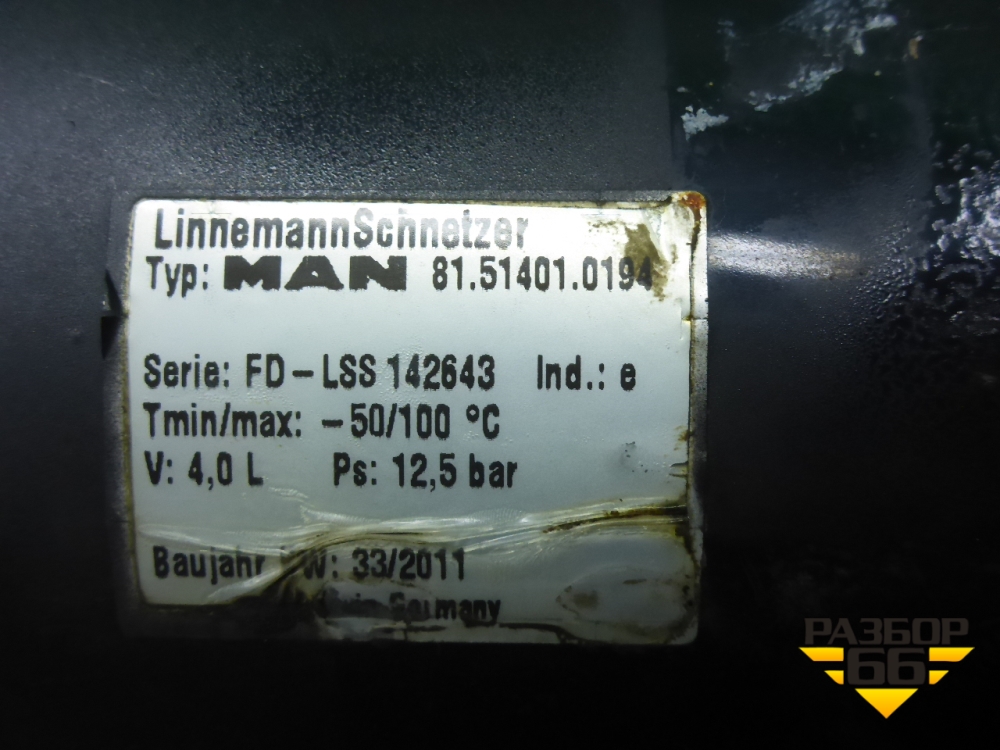 LinnemannSchnetzer
Typ: MAN 81.51401.0194
Serie: FD-LSS 142643 Ind.: e
Tmin/max: -50/100 °C
V: 4,0 L Ps: 12,5 bar
Baujahr KW: 33/2011
in Germany
РАЗБОР
66